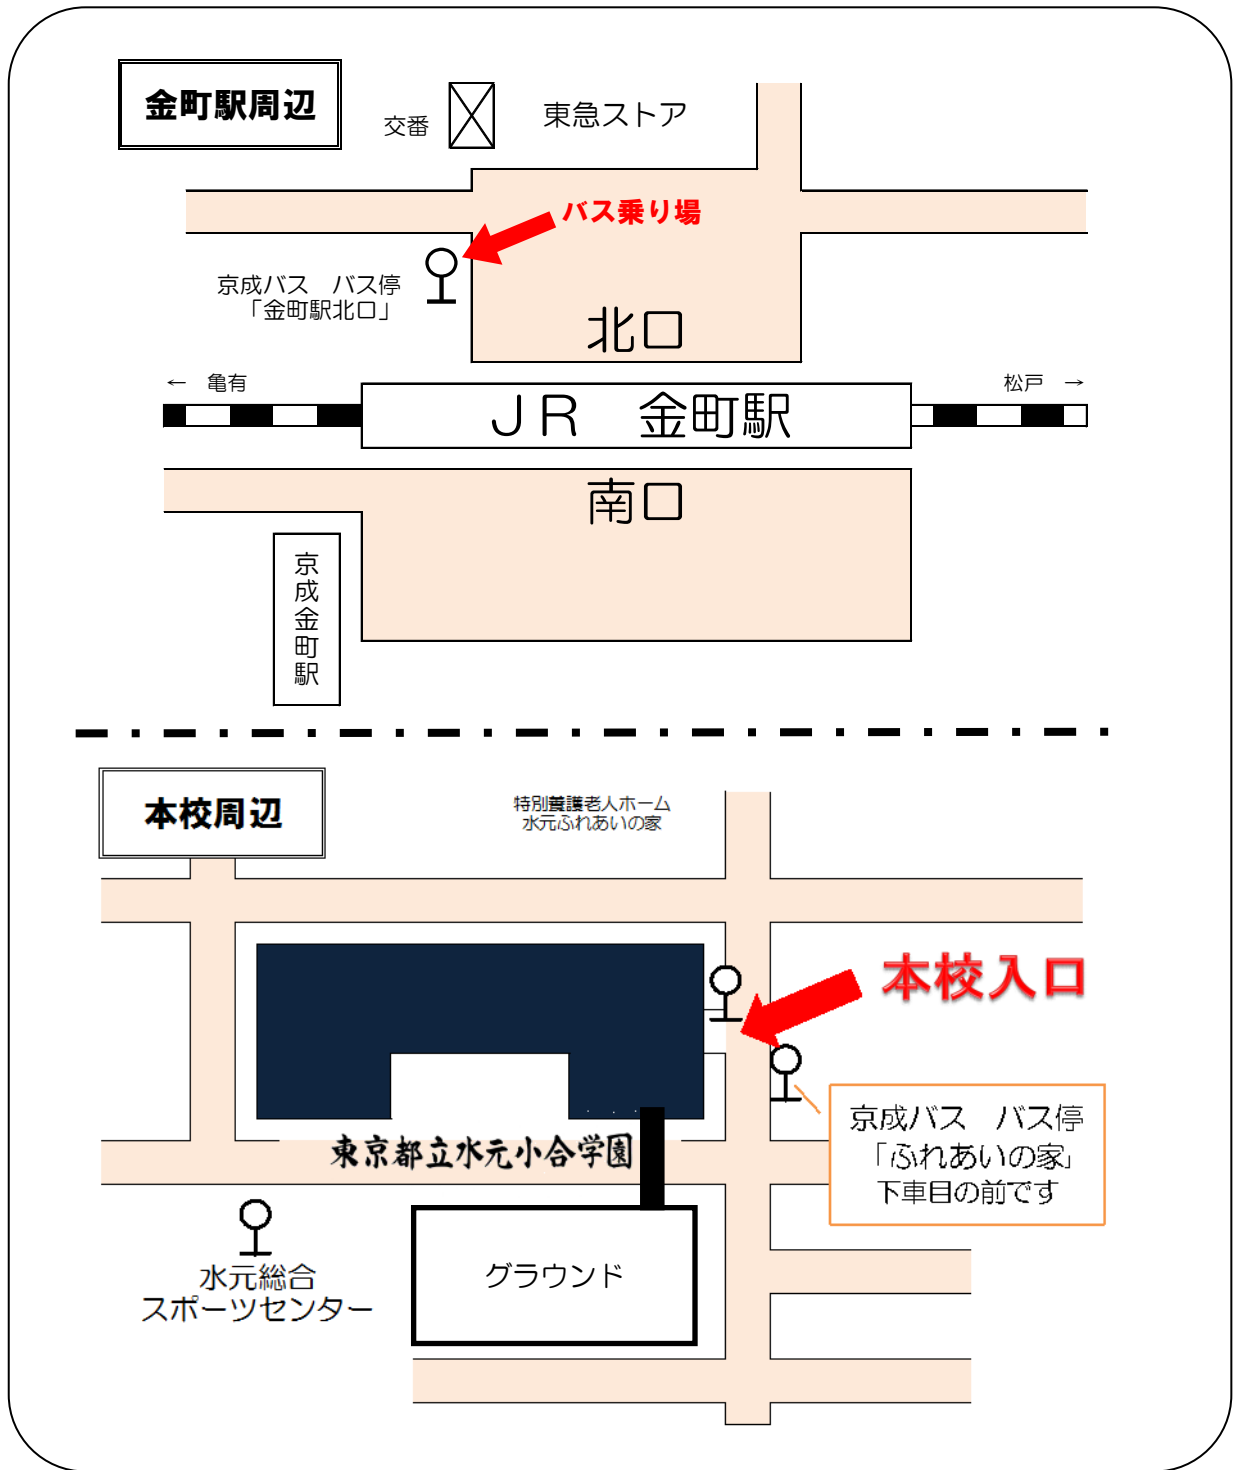 金町駅周辺
交番
東急ストア
バス乗り場
京成バス　バス停
「金町駅北口」
北口
← 亀有
松戸 →
ＪＲ　金町駅
南口
京成金町駅
本校周辺
特別養護老人ホーム
水元ふれあいの家
本校入口
京成バス　バス停
「ふれあいの家」
下車目の前です
東京都立水元小合学園
水元総合
スポーツセンター
グラウンド